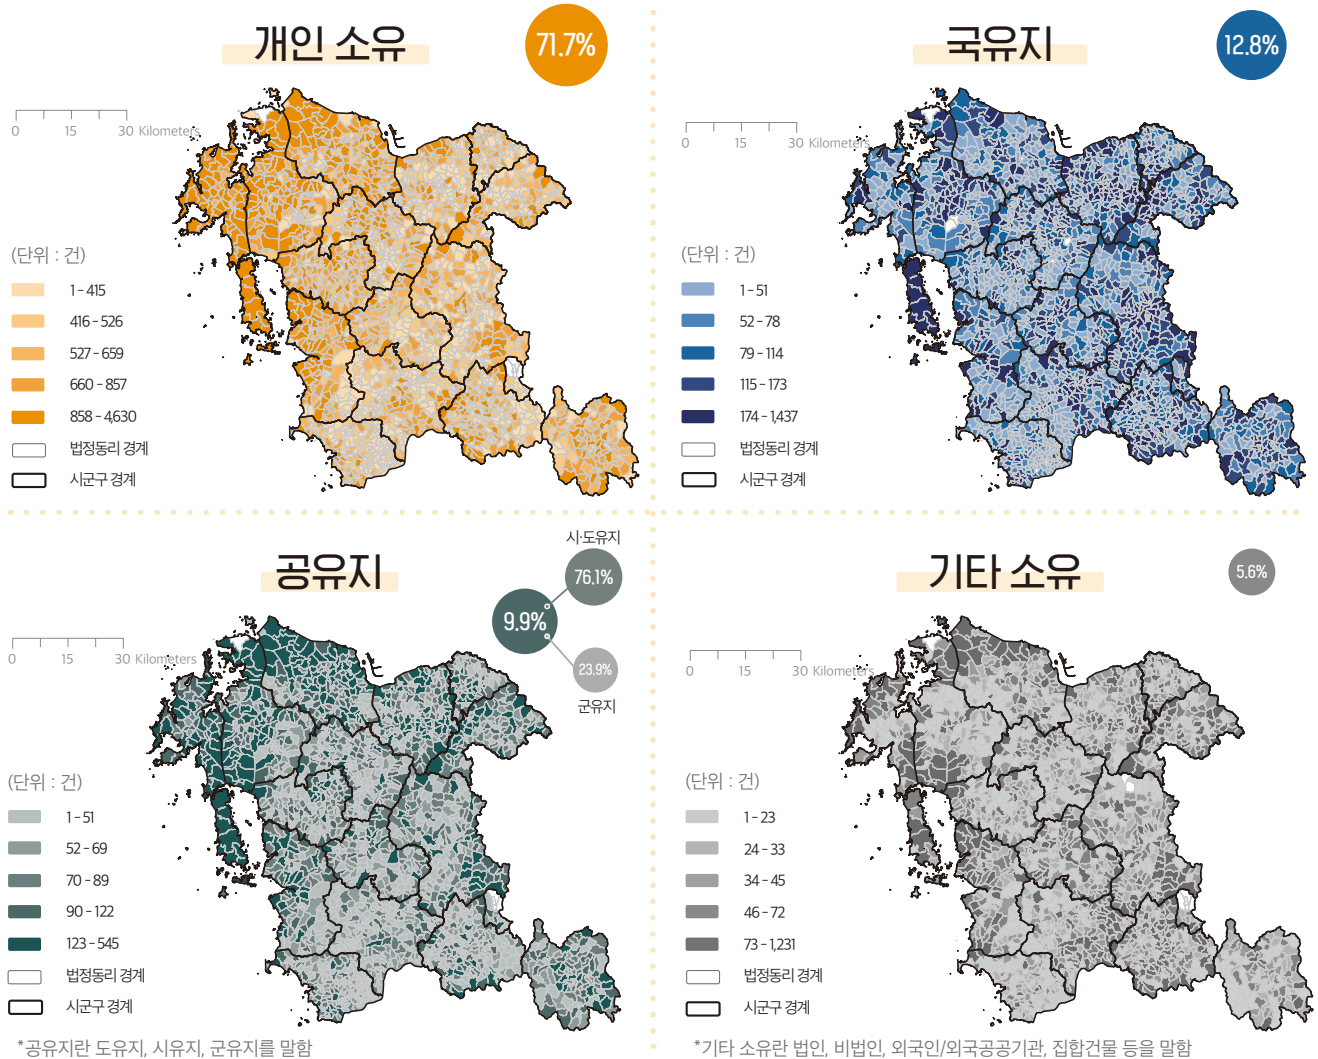 개인 소유
71.7%
0 15 30 Kilometers
(단위 : 건)
1 - 415
416 - 526
527 - 659
660 - 857
858 - 4,630
법정동리 경계
시군구 경계
국유지
12.8%
0 15 30 Kilometers
(단위 : 건)
1 - 51
52 - 78
79 - 114
115 - 173
174 - 1,437
법정동리 경계
시군구 경계
공유지
시·도유지
76.1%
9.9%
23.9%
군유지
0 15 30 Kilometers
(단위 : 건)
1 - 51
52 - 69
70 - 89
90 - 122
123 - 545
법정동리 경계
시군구 경계
*공유지란 도유지, 시유지, 군유지를 말함
기타 소유
5.6%
0 15 30 Kilometers
(단위 : 건)
1 - 23
24 - 33
34 - 45
46 - 72
73 - 1,231
법정동리 경계
시군구 경계
*기타 소유란 법인, 비법인, 외국인/외국공공기관, 집합건물 등을 말함